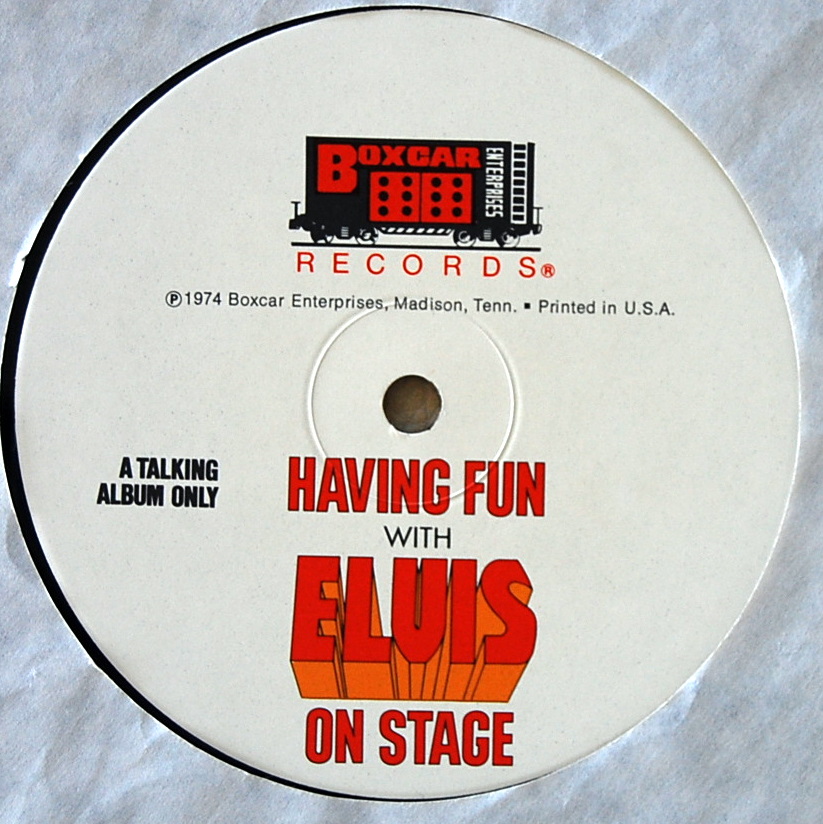 BOXCAR
ENTERPRISES
RECORDS®
℗1974 Boxcar Enterprises, Madison, Tenn. ▪ Printed in U.S.A.
A TALKING
ALBUM ONLY
HAVING FUN
WITH
ELVIS
ON STAGE